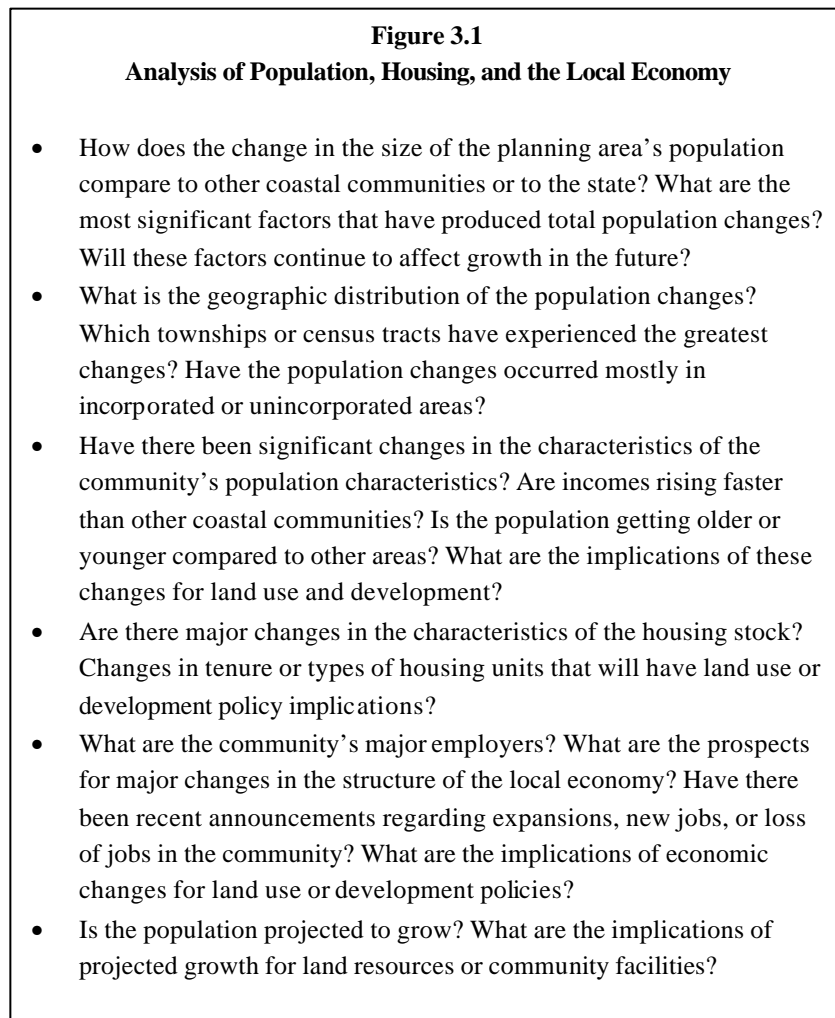 Figure 3.1
Analysis of Population, Housing, and the Local Economy
• How does the change in the size of the planning area’s population
compare to other coastal communities or to the state? What are the
most significant factors that have produced total population changes?
Will these factors continue to affect growth in the future?
• What is the geographic distribution of the population changes?
Which townships or census tracts have experienced the greatest
changes? Have the population changes occurred mostly in
incorporated or unincorporated areas?
• Have there been significant changes in the characteristics of the
community’s population characteristics? Are incomes rising faster
than other coastal communities? Is the population getting older or
younger compared to other areas? What are the implications of these
changes for land use and development?
• Are there major changes in the characteristics of the housing stock?
Changes in tenure or types of housing units that will have land use or
development policy implications?
• What are the community’s major employers? What are the prospects
for major changes in the structure of the local economy? Have there
been recent announcements regarding expansions, new jobs, or loss
of jobs in the community? What are the implications of economic
changes for land use or development policies?
• Is the population projected to grow? What are the implications of
projected growth for land resources or community facilities?